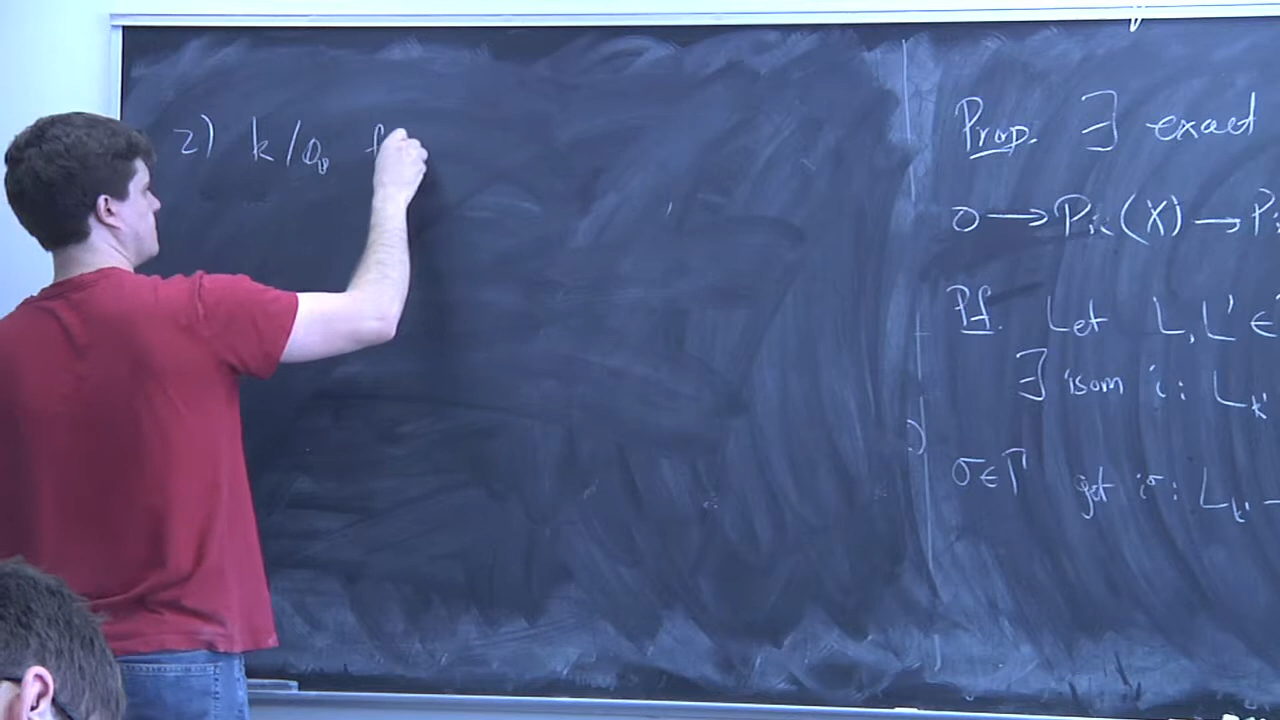 2) k/ℚ_p f
Prop. ∃ exact
0 → Pic(X) → Pi
Pf. Let L, L' ∈
∃ isom i: L_k'
σ∈Γ get i^σ: L_k' →